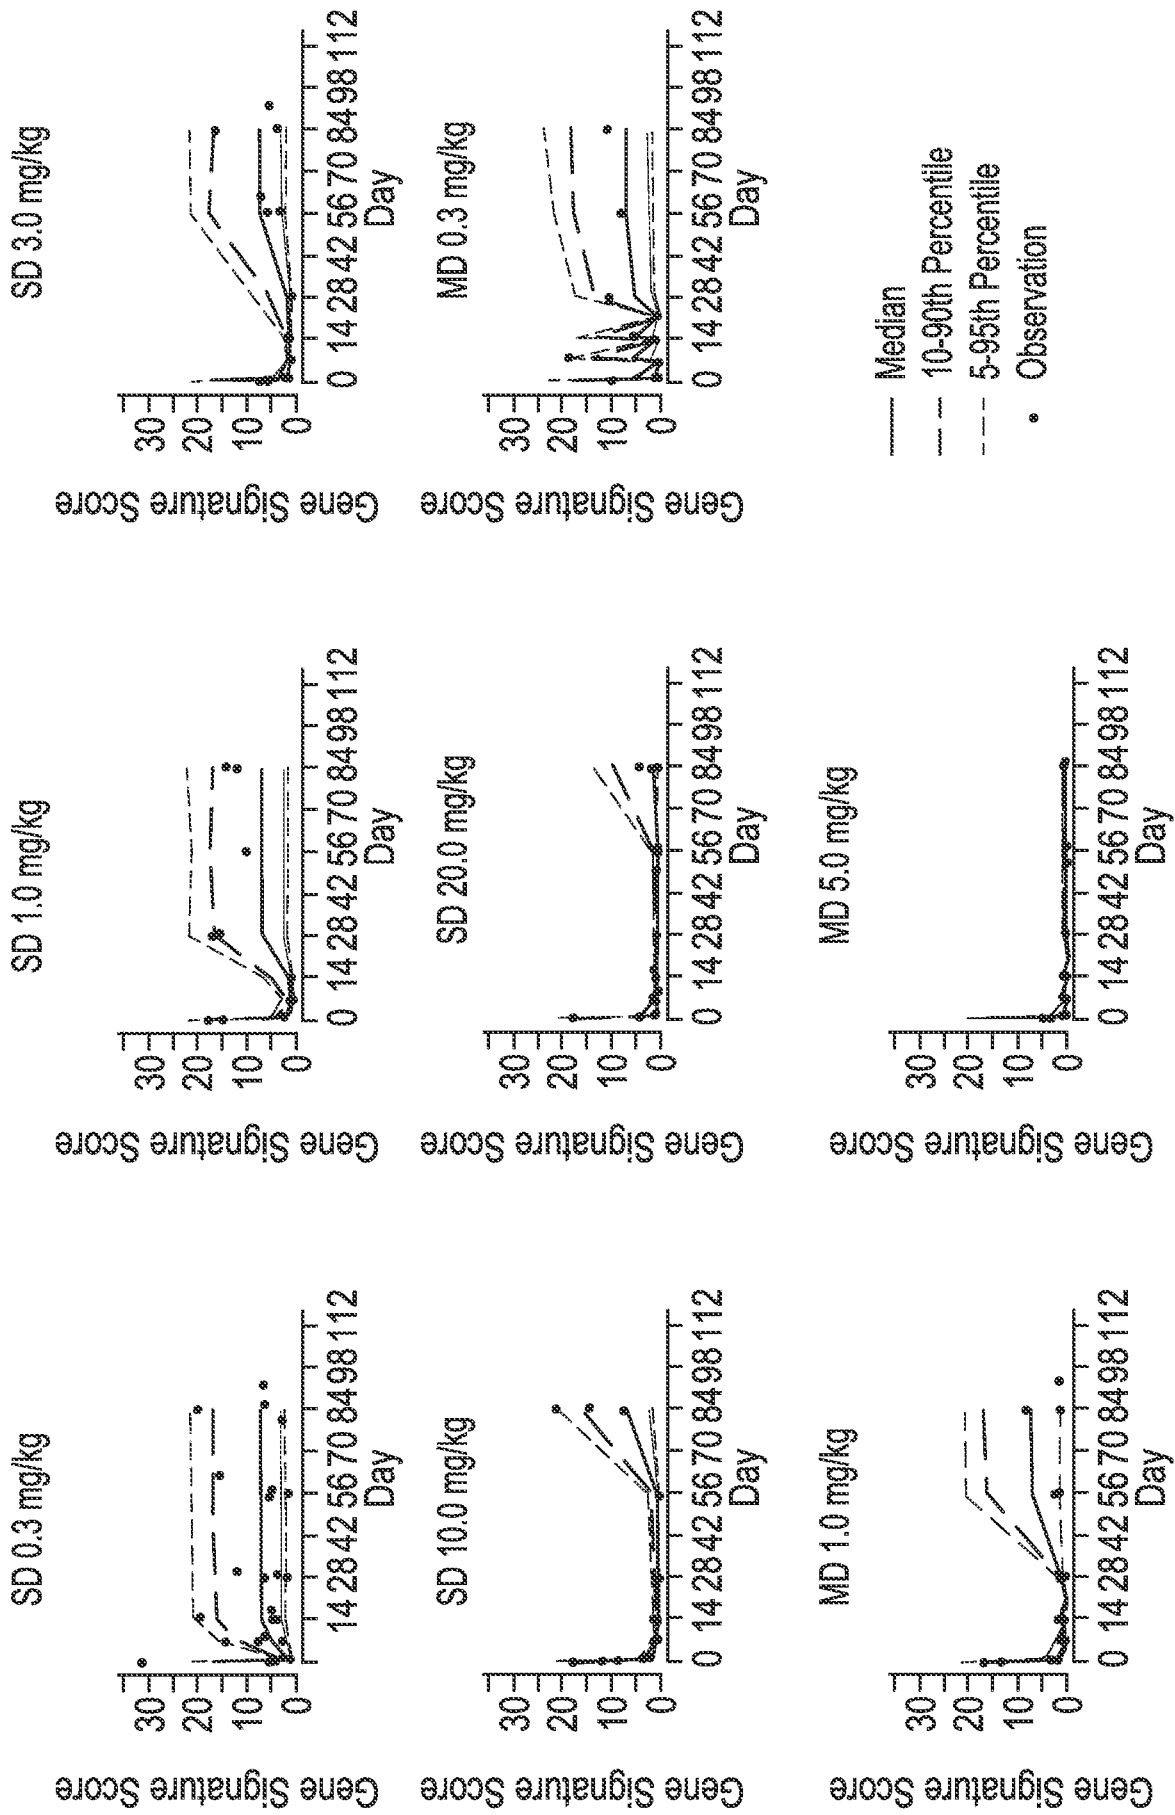 SD 0.3 mg/kg
Gene Signature Score
30
20
10
0
14 28 42 56 70 84 98 112
Day
SD 1.0 mg/kg
Gene Signature Score
30
20
10
0
0 14 28 42 56 70 84 98 112
Day
SD 3.0 mg/kg
Gene Signature Score
30
20
10
0
0 14 28 42 56 70 84 98 112
Day
SD 10.0 mg/kg
Gene Signature Score
30
20
10
0
0 14 28 42 56 70 84 98 112
Day
SD 20.0 mg/kg
Gene Signature Score
30
20
10
0
0 14 28 42 56 70 84 98 112
Day
MD 0.3 mg/kg
Gene Signature Score
30
20
10
0
0 14 28 42 56 70 84 98 112
Day
MD 1.0 mg/kg
Gene Signature Score
30
20
10
0
0 14 28 42 56 70 84 98 112
Day
MD 5.0 mg/kg
Gene Signature Score
30
20
10
0
0 14 28 42 56 70 84 98 112
Day
Median
10-90th Percentile
5-95th Percentile
Observation